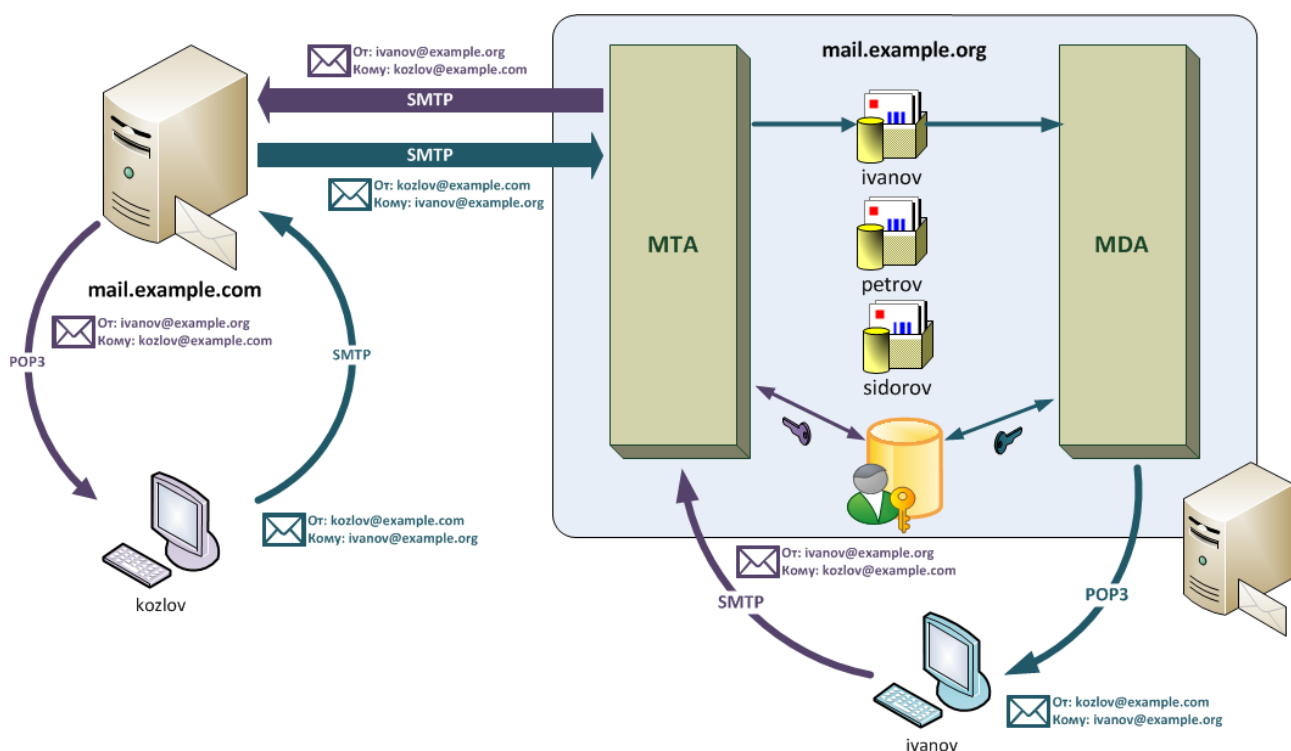 От: ivanov@example.org
Кому: kozlov@example.com
SMTP
SMTP
От: kozlov@example.com
Кому: ivanov@example.org
mail.example.com
От: ivanov@example.org
Кому: kozlov@example.com
POP3
SMTP
От: kozlov@example.com
Кому: ivanov@example.org
kozlov
mail.example.org
MTA
ivanov
petrov
sidorov
MDA
От: ivanov@example.org
Кому: kozlov@example.com
SMTP
POP3
От: kozlov@example.com
Кому: ivanov@example.org
ivanov